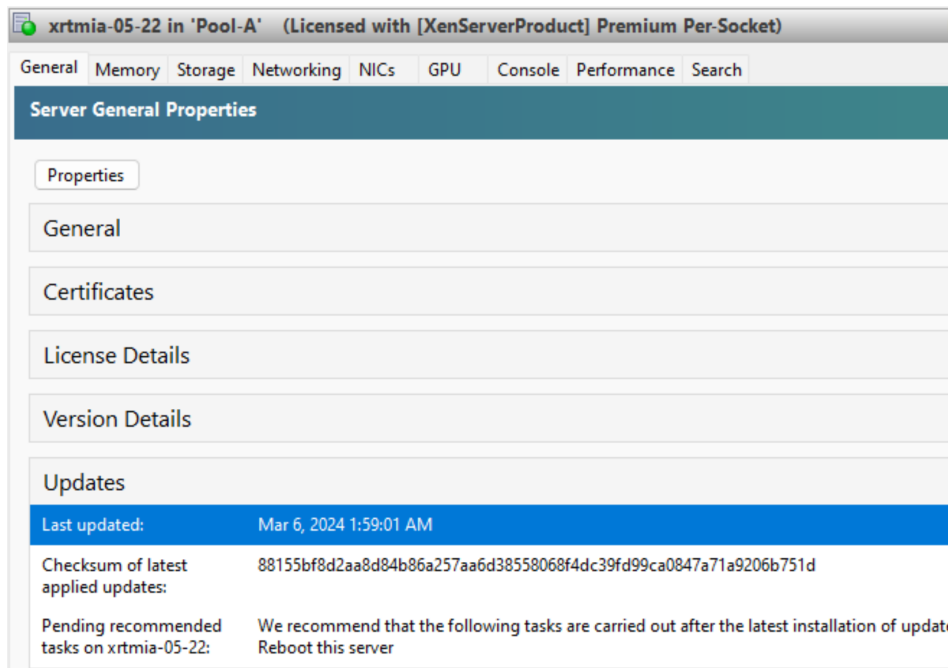 xrtmia-05-22 in 'Pool-A' (Licensed with [XenServerProduct] Premium Per-Socket)
General Memory Storage Networking NICs GPU Console Performance Search
Server General Properties
Properties
General
Certificates
License Details
Version Details
Updates
Last updated: Mar 6, 2024 1:59:01 AM
Checksum of latest applied updates: 88155bf8d2aa8d84b86a257aa6d38558068f4dc39fd99ca0847a71a9206b751d
Pending recommended tasks on xrtmia-05-22: We recommend that the following tasks are carried out after the latest installation of update
Reboot this server